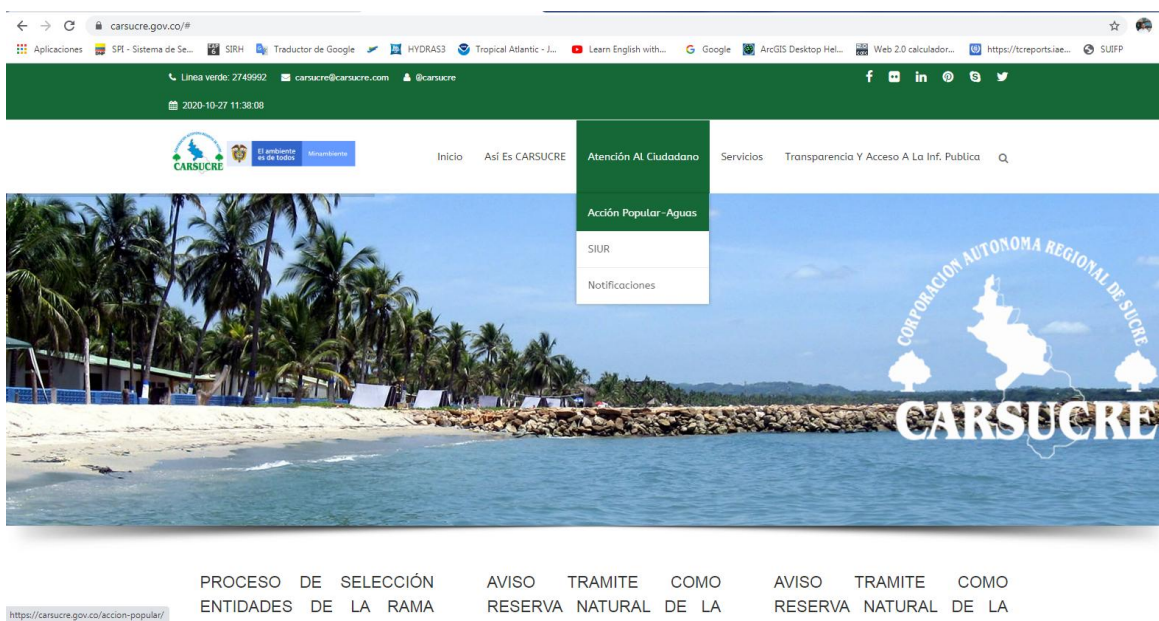 carsucre.gov.co/#
Aplicaciones SPI - Sistema de Se... SIRH Traductor de Google HYDRAS3 Tropical Atlantic - J... Learn English with... Google ArcGIS Desktop Hel... Web 2.0 calculador... https://tcreports.iae... SUIFP
Linea verde: 2749992 carsucre@carsucre.com @carsucre
2020-10-27 11:38:08
CARSUCRE El ambiente es de todos Minambiente Inicio Así Es CARSUCRE Atención Al Ciudadano Servicios Transparencia Y Acceso A La Inf. Publica
Acción Popular-Aguas
SIUR
Notificaciones
CORPORACION AUTONOMA REGIONAL DE SUCRE
CARSUCRE
PROCESO DE SELECCIÓN AVISO TRAMITE COMO AVISO TRAMITE COMO
ENTIDADES DE LA RAMA RESERVA NATURAL DE LA RESERVA NATURAL DE LA
https://carsucre.gov.co/accion-popular/